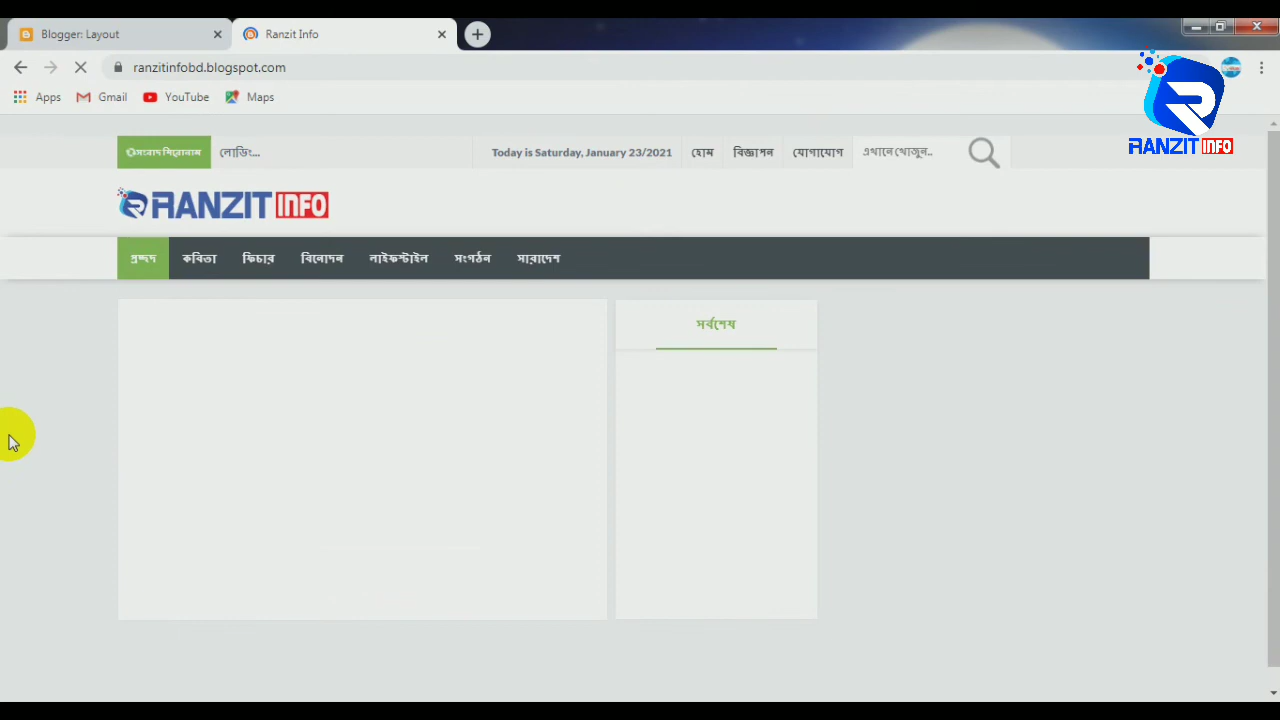 Blogger: Layout
Ranzit Info
ranzitinfobd.blogspot.com
Apps
Gmail
YouTube
Maps
RANZIT INFO
সংবাদ শিরোনাম
লোডিং...
Today is Saturday, January 23/2021
হোম
বিজ্ঞাপন
যোগাযোগ
এখানে খোজুন..
RANZIT INFO
প্রচ্ছদ
কবিতা
ফিচার
বিনোদন
লাইফস্টাইল
সংগঠন
সারাদেশ
সর্বশেষ